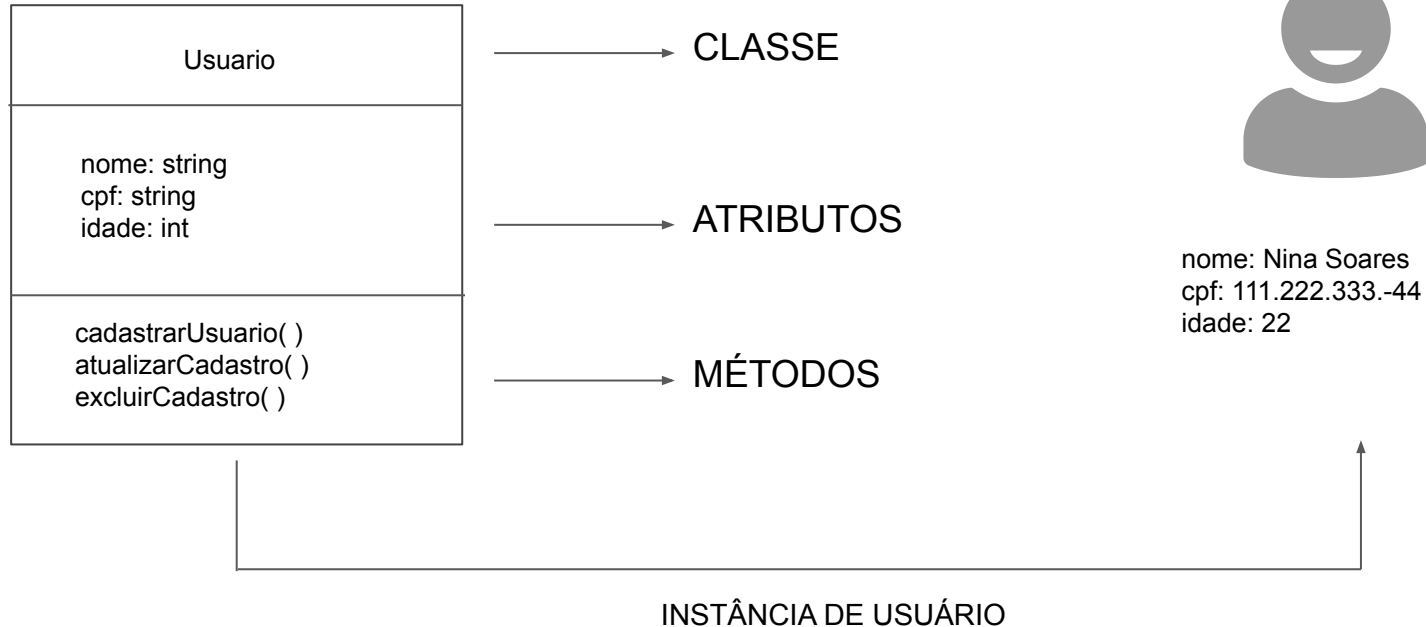 Usuario
CLASSE
nome: string
cpf: string
idade: int
ATRIBUTOS
cadastrarUsuario( )
atualizarCadastro( )
excluirCadastro( )
MÉTODOS
nome: Nina Soares
cpf: 111.222.333.-44
idade: 22
INSTÂNCIA DE USUÁRIO